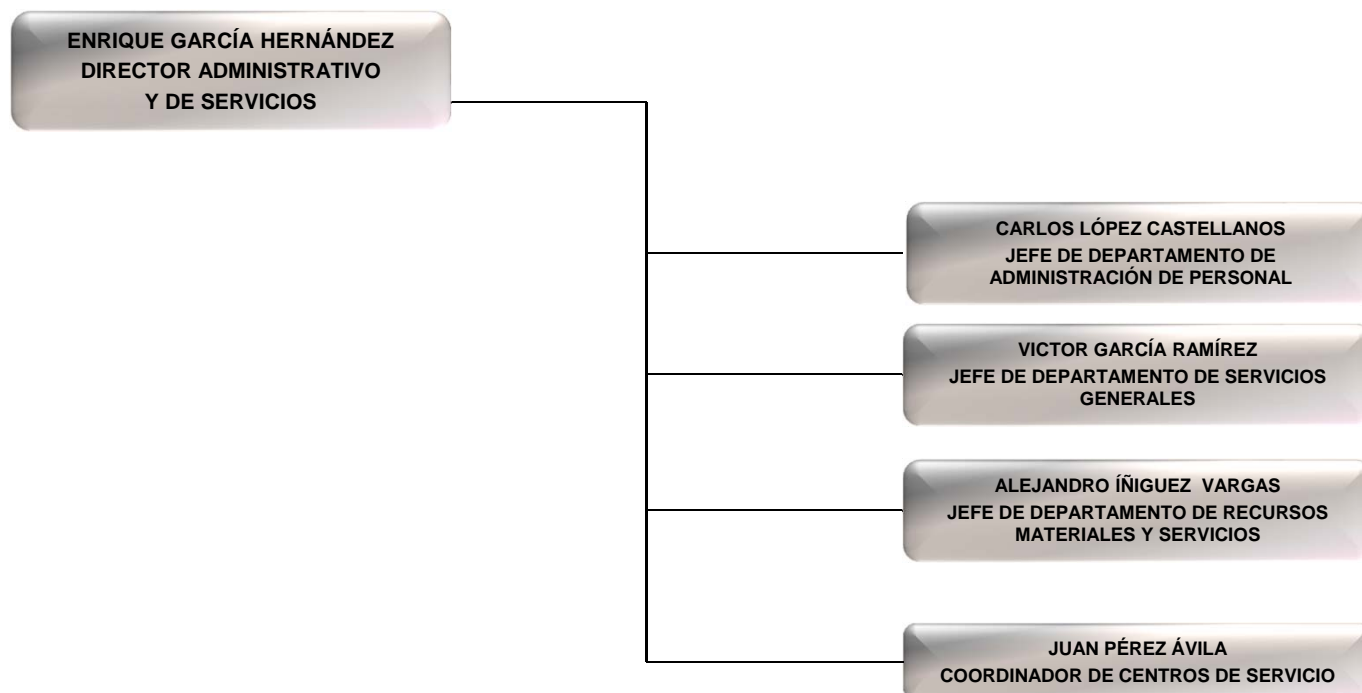 ENRIQUE GARCÍA HERNÁNDEZ
DIRECTOR ADMINISTRATIVO
Y DE SERVICIOS
CARLOS LÓPEZ CASTELLANOS
JEFE DE DEPARTAMENTO DE
ADMINISTRACIÓN DE PERSONAL
VICTOR GARCÍA RAMÍREZ
JEFE DE DEPARTAMENTO DE SERVICIOS
GENERALES
ALEJANDRO ÍÑIGUEZ VARGAS
JEFE DE DEPARTAMENTO DE RECURSOS
MATERIALES Y SERVICIOS
JUAN PÉREZ ÁVILA
COORDINADOR DE CENTROS DE SERVICIO